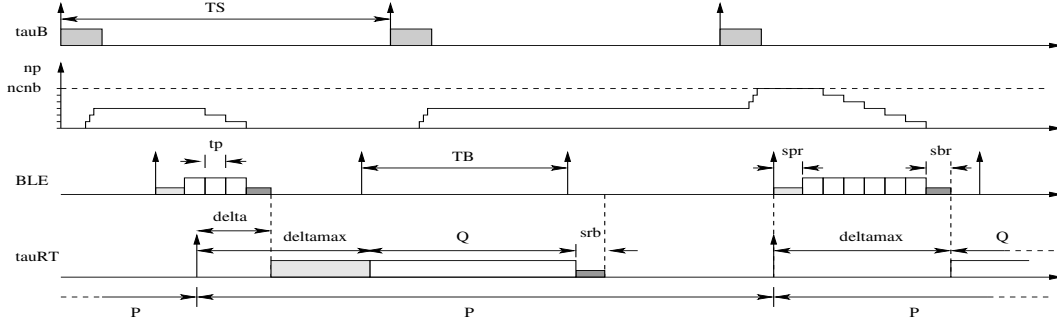 TS
tauB
np
ncnb
tp
TB
spr
sbr
BLE
delta
deltamax
Q
srb
deltamax
Q
tauRT
P
P
P